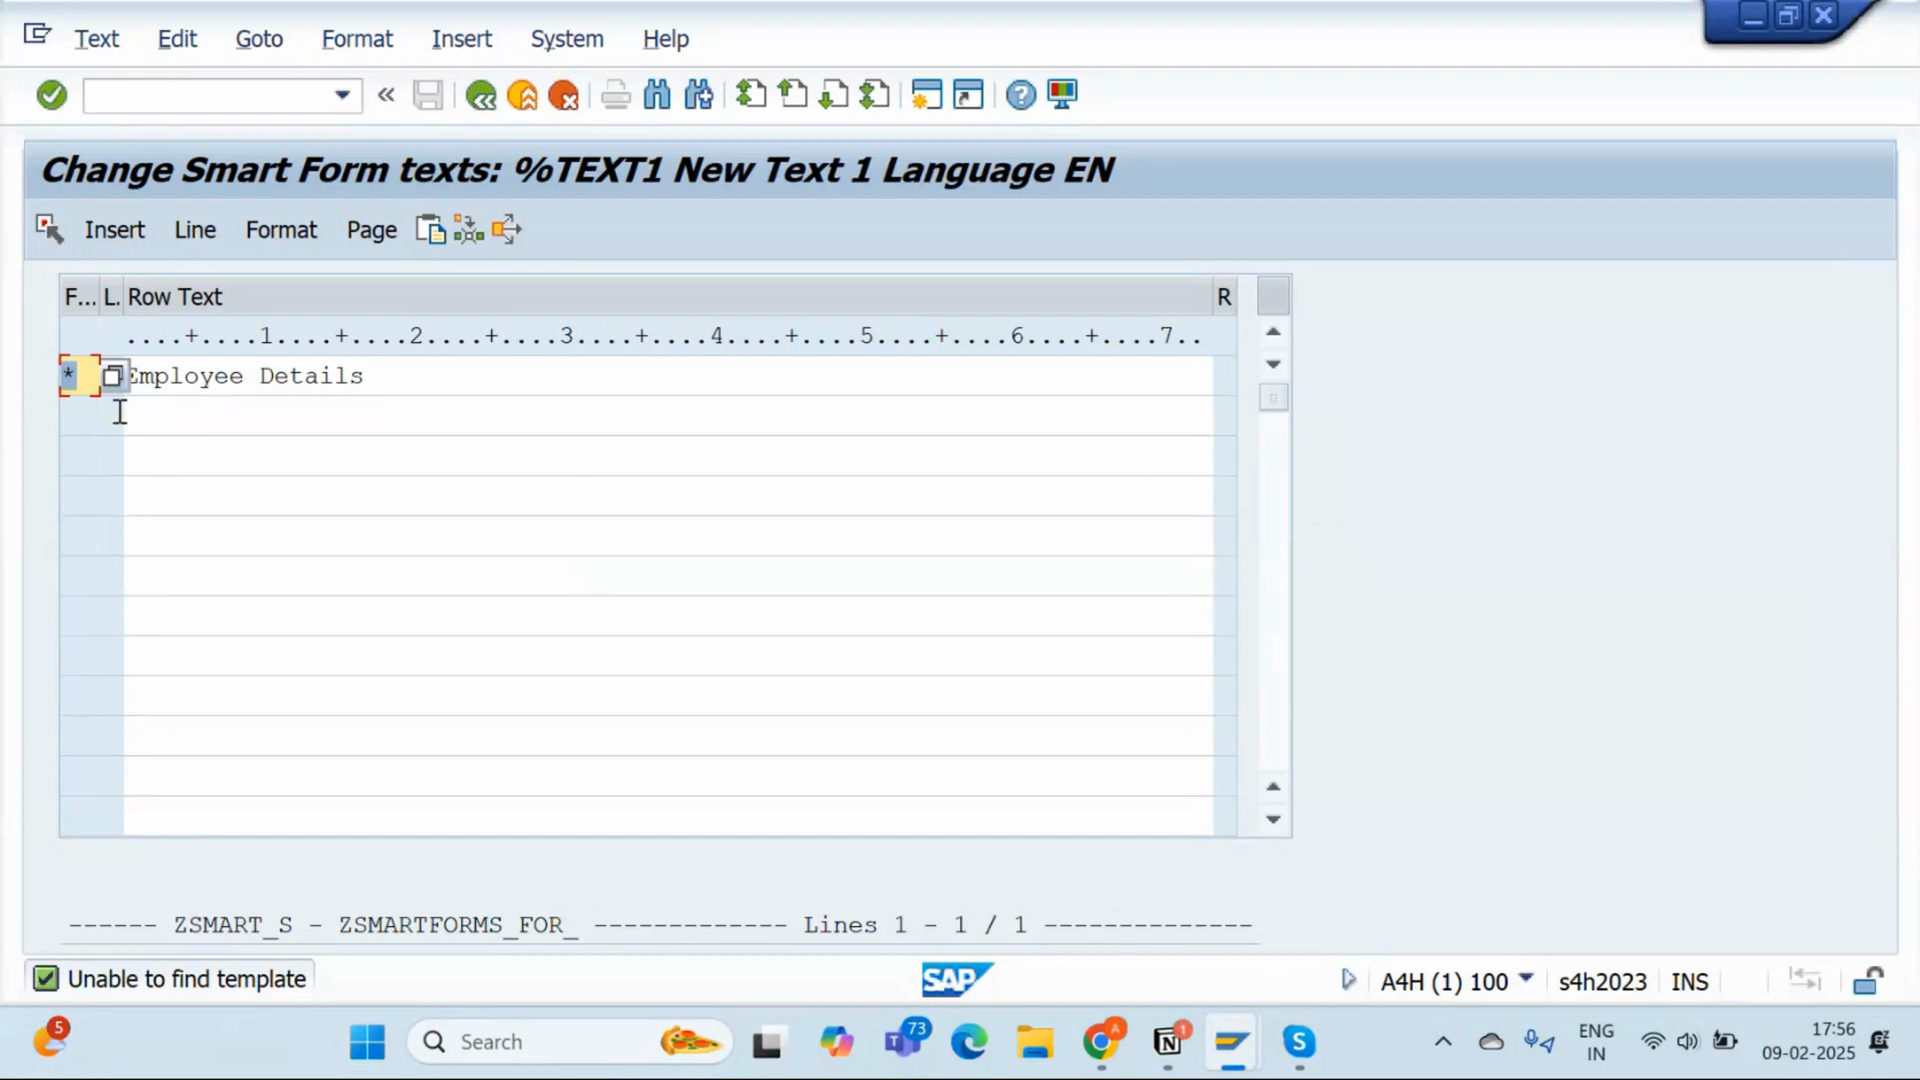 Text Edit Goto Format Insert System Help
Change Smart Form texts: %TEXT1 New Text 1 Language EN
Insert Line Format Page
F... L. Row Text R
....+....1....+....2....+....3....+....4....+....5....+....6....+....7..
* Employee Details
------ ZSMART_S - ZSMARTFORMS_FOR_ ------------- Lines 1 - 1 / 1 --------------
Unable to find template SAP A4H (1) 100 s4h2023 INS
5 Search 73 A 1 N S ENG IN 17:56
09-02-2025